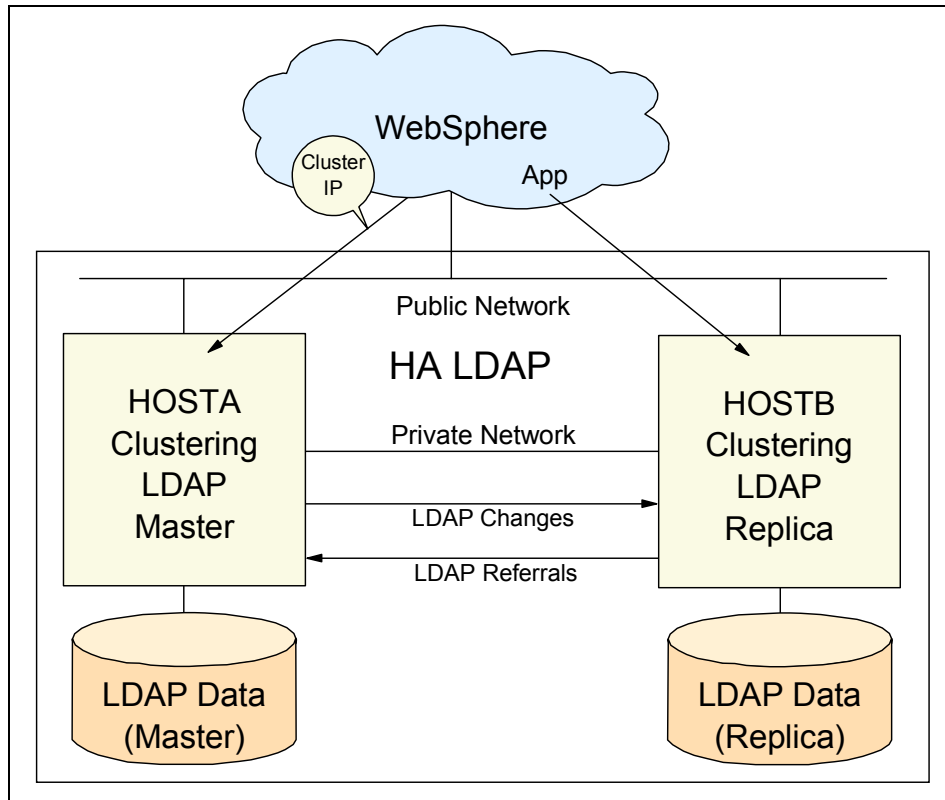 WebSphere
Cluster
IP
App
Public Network
HA LDAP
HOSTA
Clustering
LDAP
Master
Private Network
LDAP Changes
LDAP Referrals
HOSTB
Clustering
LDAP
Replica
LDAP Data
(Master)
LDAP Data
(Replica)